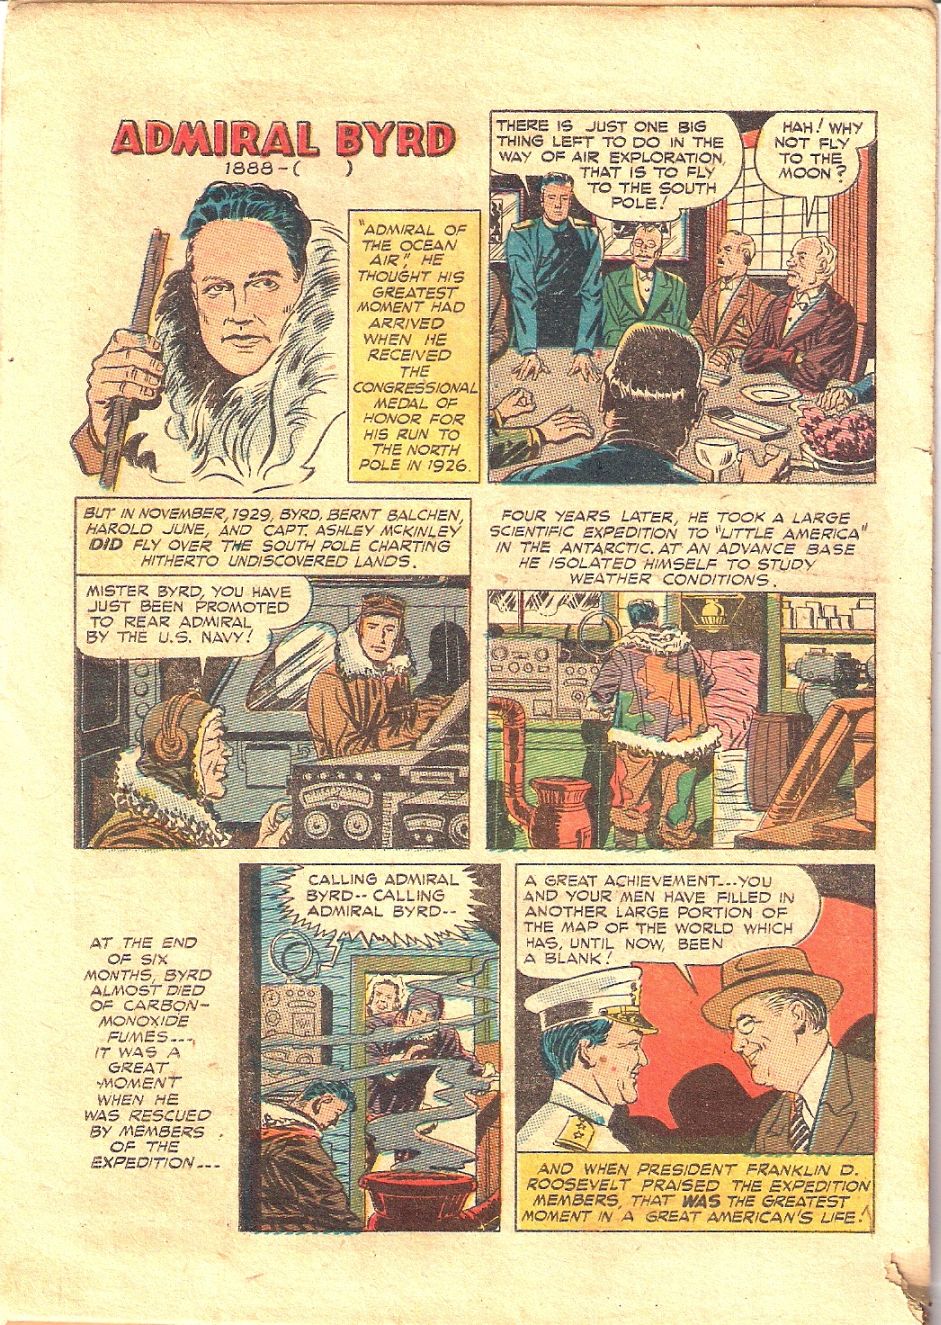 ADMIRAL BYRD
1888-(      )
"ADMIRAL OF
THE OCEAN
AIR," HE
THOUGHT HIS
GREATEST
MOMENT HAD
ARRIVED
WHEN HE
RECEIVED
THE
CONGRESSIONAL
MEDAL OF
HONOR FOR
HIS RUN TO
THE NORTH
POLE IN 1926.
THERE IS JUST ONE BIG
THING LEFT TO DO IN THE
WAY OF AIR EXPLORATION,
THAT IS TO FLY
TO THE SOUTH
POLE!
HAH! WHY
NOT FLY
TO THE
MOON?
BUT IN NOVEMBER, 1929, BYRD, BERNT BALCHEN,
HAROLD JUNE, AND CAPT. ASHLEY McKINLEY
DID FLY OVER THE SOUTH POLE CHARTING
HITHERTO UNDISCOVERED LANDS.
MISTER BYRD, YOU HAVE
JUST BEEN PROMOTED
TO REAR ADMIRAL
BY THE U.S. NAVY!
FOUR YEARS LATER, HE TOOK A LARGE
SCIENTIFIC EXPEDITION TO "LITTLE AMERICA"
IN THE ANTARCTIC. AT AN ADVANCE BASE
HE ISOLATED HIMSELF TO STUDY
WEATHER CONDITIONS.
AT THE END
OF SIX
MONTHS, BYRD
ALMOST DIED
OF CARBON-
MONOXIDE
FUMES---,
IT WAS A
GREAT
MOMENT
WHEN HE
WAS RESCUED
BY MEMBERS
OF THE
EXPEDITION---
CALLING ADMIRAL
BYRD-- CALLING
ADMIRAL BYRD--
A GREAT ACHIEVEMENT---YOU
AND YOUR MEN HAVE FILLED IN
ANOTHER LARGE PORTION OF
THE MAP OF THE WORLD WHICH
HAS, UNTIL NOW, BEEN
A BLANK!
AND WHEN PRESIDENT FRANKLIN D.
ROOSEVELT PRAISED THE EXPEDITION
MEMBERS, THAT WAS THE GREATEST
MOMENT IN A GREAT AMERICAN'S LIFE!